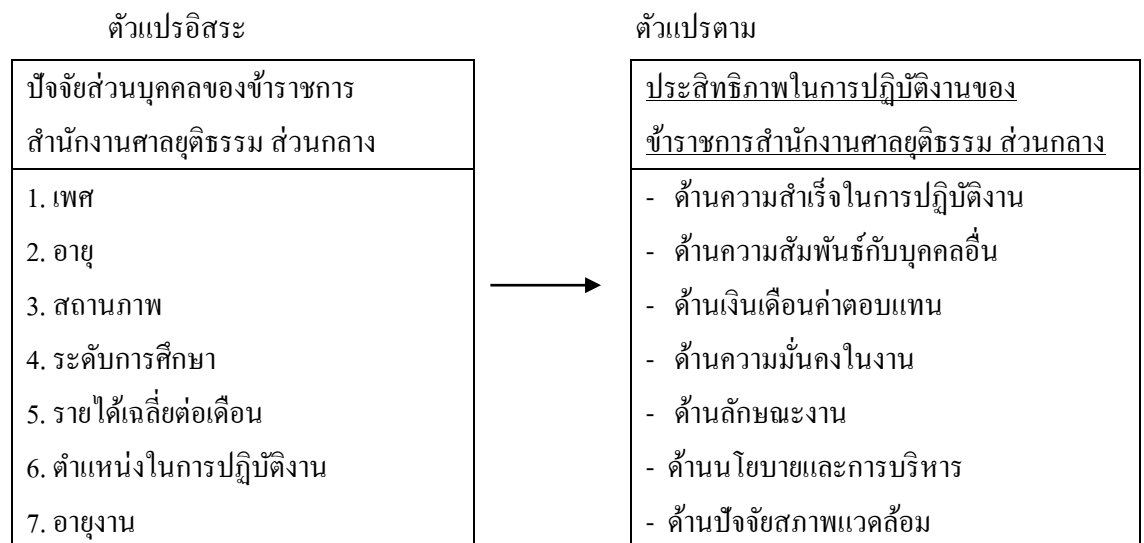 ตัวแปรอิสระ
ปัจจัยส่วนบุคคลของข้าราชการ
สำนักงานศาลยุติธรรม ส่วนกลาง
1. เพศ
2. อายุ
3. สถานภาพ
4. ระดับการศึกษา
5. รายได้เฉลี่ยต่อเดือน
6. ตำแหน่งในการปฏิบัติงาน
7. อายุงาน
ตัวแปรตาม
ประสิทธิภาพในการปฏิบัติงานของ
ข้าราชการสำนักงานศาลยุติธรรม ส่วนกลาง
- ด้านความสำเร็จในการปฏิบัติงาน
- ด้านความสัมพันธ์กับบุคคลอื่น
- ด้านเงินเดือนค่าตอบแทน
- ด้านความมั่นคงในงาน
- ด้านลักษณะงาน
- ด้านนโยบายและการบริหาร
- ด้านปัจจัยสภาพแวดล้อม